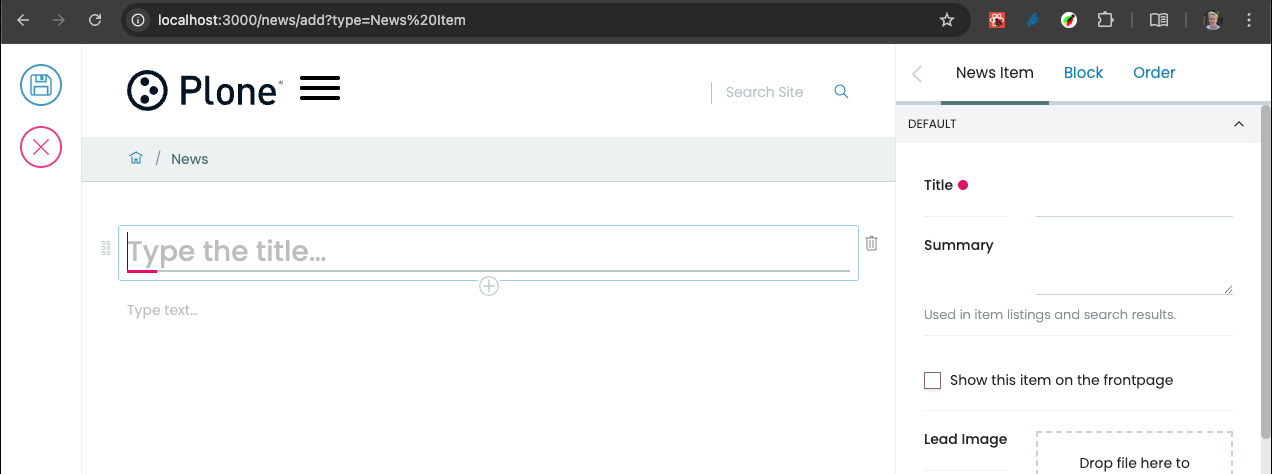 localhost:3000/news/add?type=News%20Item
Plone®
Search Site
/ News
Type the title…
Type text…
News Item Block Order
DEFAULT
Title
Summary
Used in item listings and search results.
Show this item on the frontpage
Lead Image
Drop file here to